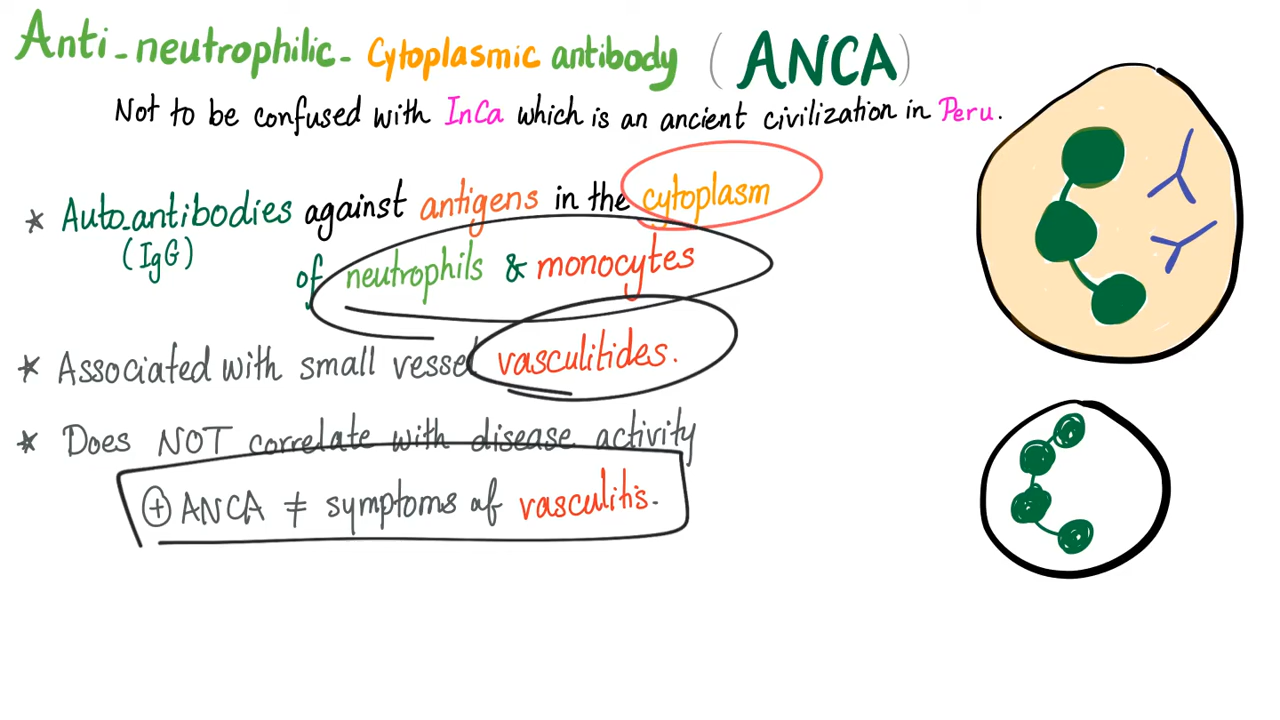 Anti-neutrophilic-Cytoplasmic antibody (ANCA)
Not to be confused with InCa which is an ancient civilization in Peru.
* Auto-antibodies against antigens in the cytoplasm
(IgG)
of neutrophils & monocytes
* Associated with small vessel vasculitides.
* Does NOT correlate with disease activity
⊕ ANCA ≠ symptoms of vasculitis.